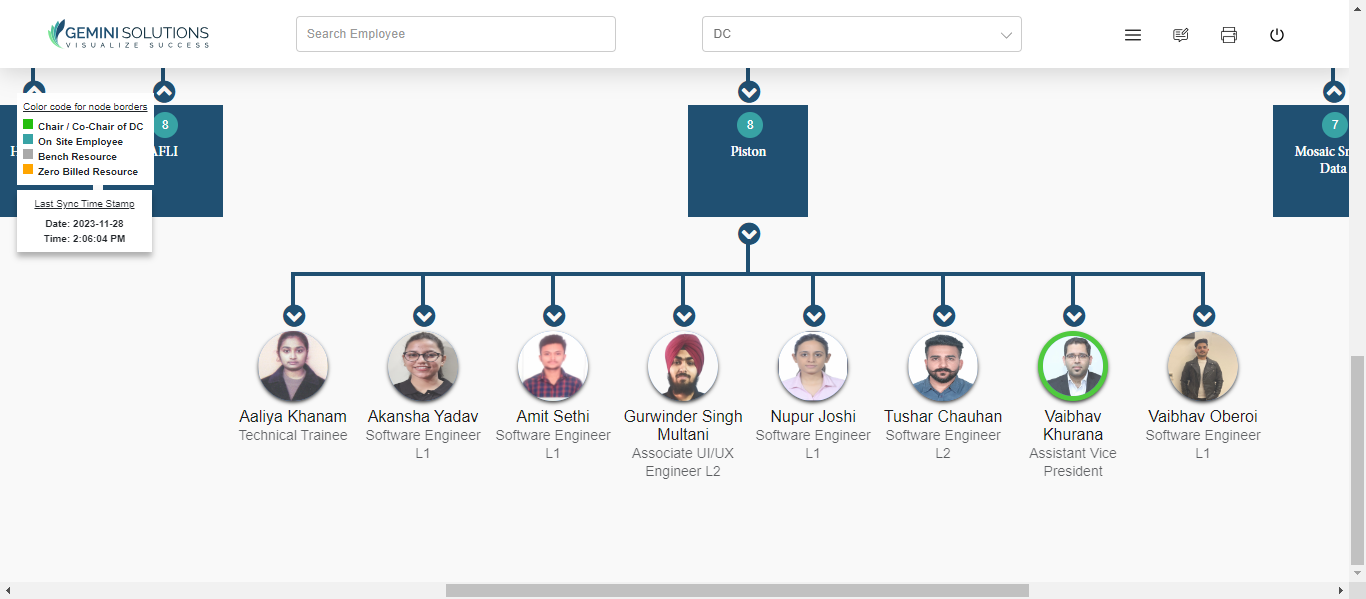 GEMINI SOLUTIONS
VISUALIZE SUCCESS
Search Employee
DC
Color code for node borders
Chair / Co-Chair of DC
On Site Employee
Bench Resource
Zero Billed Resource
Last Sync Time Stamp
Date: 2023-11-28
Time: 2:06:04 PM
8
AFLI
8
Piston
7
Mosaic Sm
Data
Aaliya Khanam
Technical Trainee
Akansha Yadav
Software Engineer
L1
Amit Sethi
Software Engineer
L1
Gurwinder Singh
Multani
Associate UI/UX
Engineer L2
Nupur Joshi
Software Engineer
L1
Tushar Chauhan
Software Engineer
L2
Vaibhav
Khurana
Assistant Vice
President
Vaibhav Oberoi
Software Engineer
L1